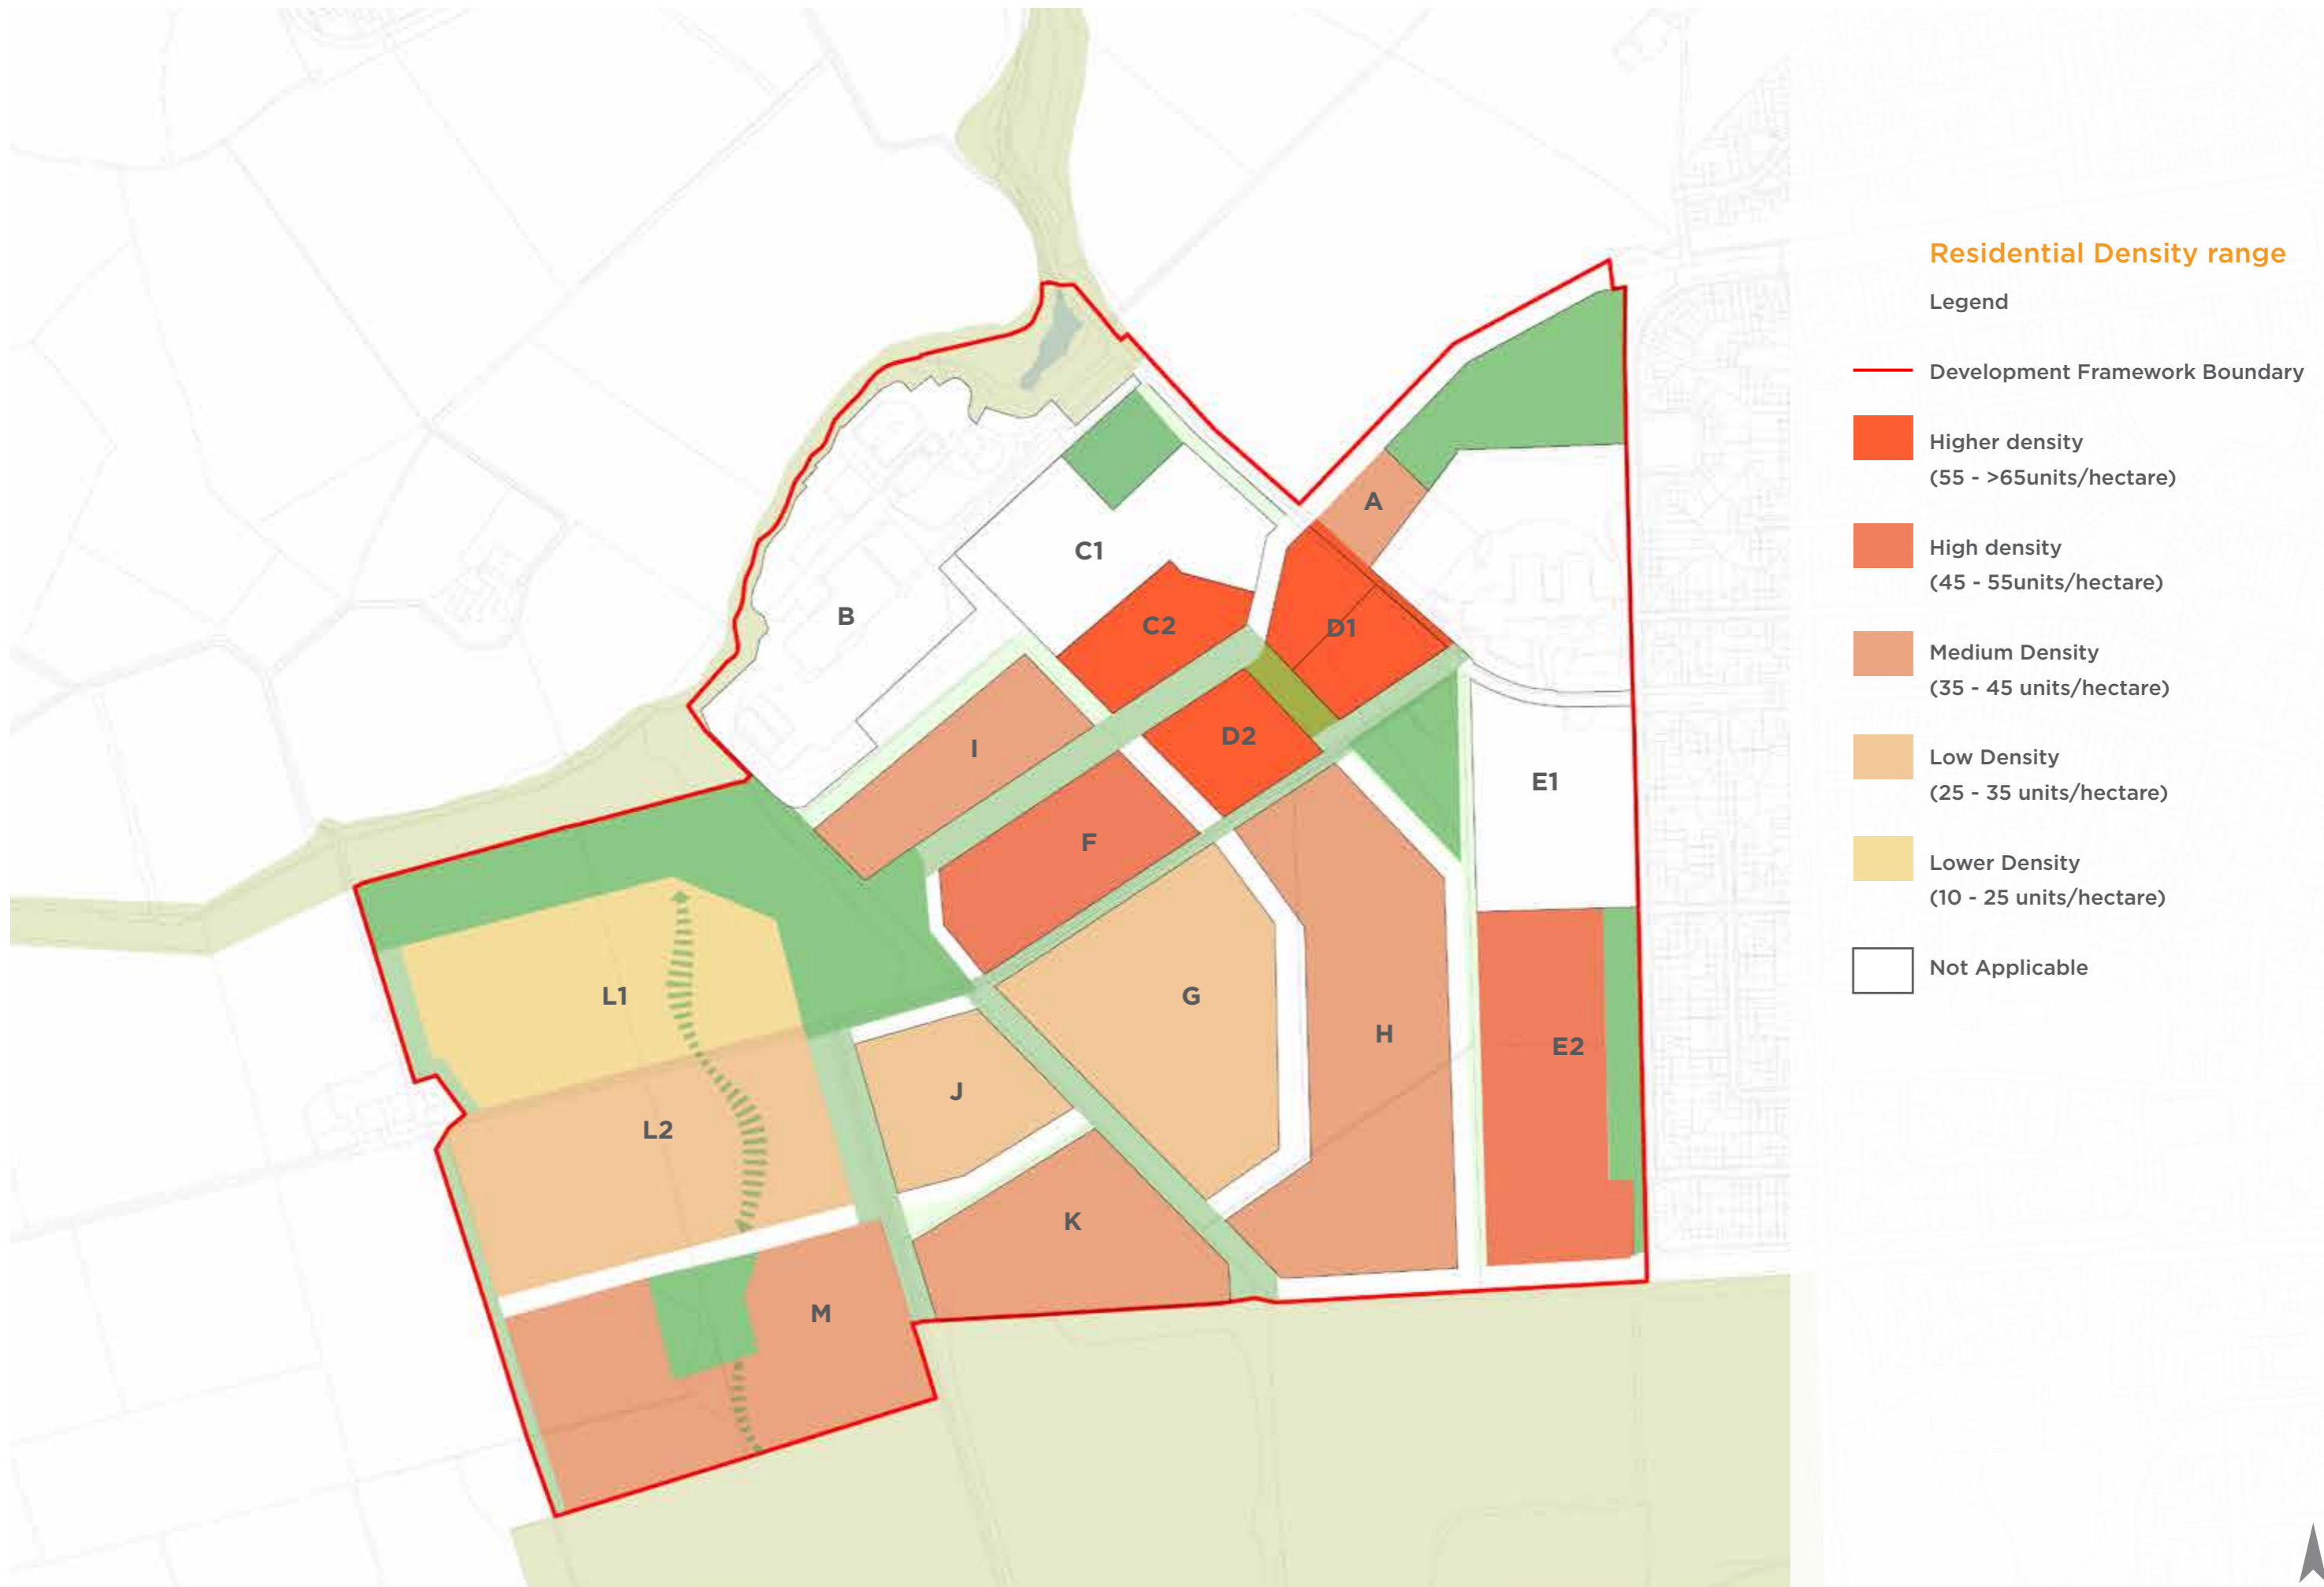 Residential Density range
Legend
Development Framework Boundary
Higher density
(55 - >65units/hectare)
High density
(45 - 55units/hectare)
Medium Density
(35 - 45 units/hectare)
Low Density
(25 - 35 units/hectare)
Lower Density
(10 - 25 units/hectare)
Not Applicable
A
C1
B
C2
D1
D2
I
E1
F
L1
G
H
E2
J
L2
K
M